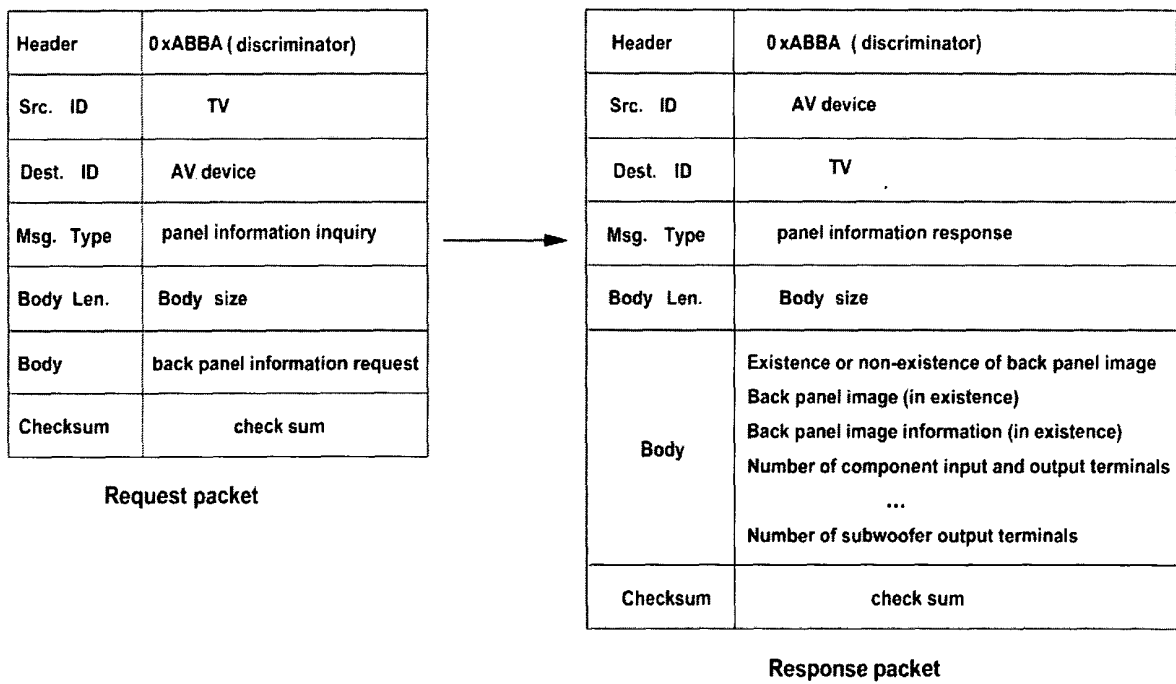 Header 0xABBA ( discriminator)
Src. ID TV
Dest. ID AV device
Msg. Type panel information inquiry
Body Len. Body size
Body back panel information request
Checksum check sum
Request packet
Header 0xABBA ( discriminator)
Src. ID AV device
Dest. ID TV
Msg. Type panel information response
Body Len. Body size
Body
Existence or non-existence of back panel image
Back panel image (in existence)
Back panel image information (in existence)
Number of component input and output terminals
...
Number of subwoofer output terminals
Checksum check sum
Response packet